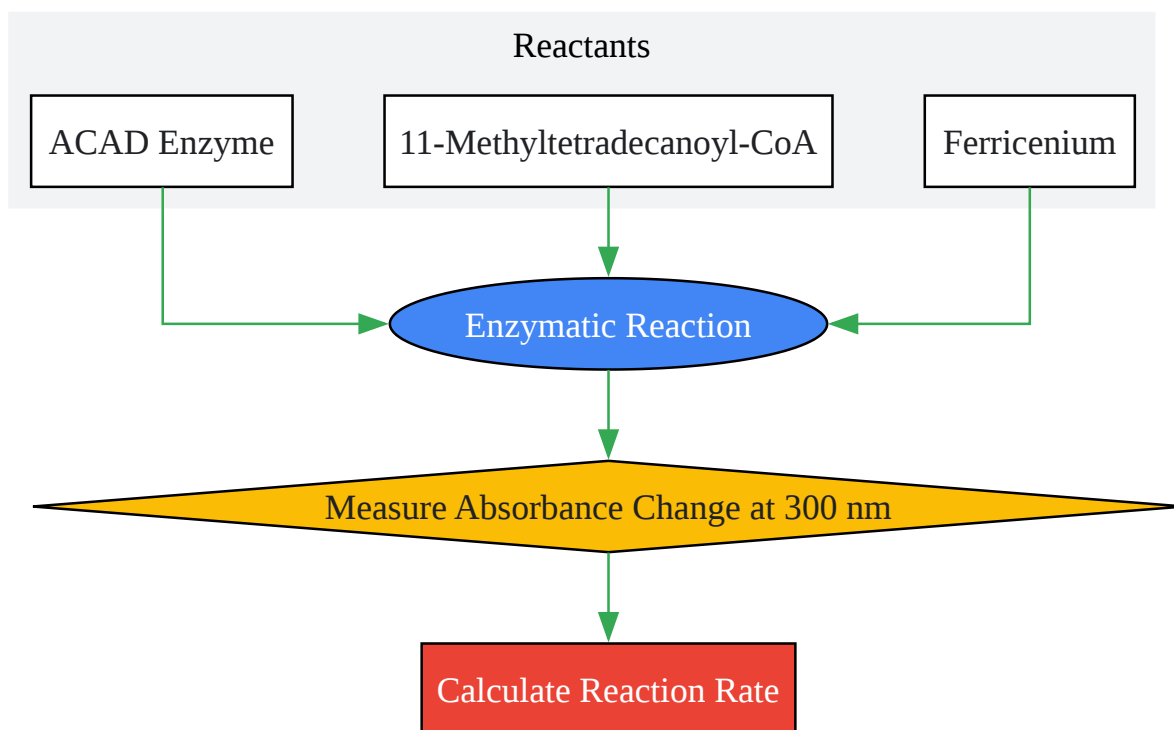 Reactants
ACAD Enzyme
11-Methyltetradecanoyl-CoA
Ferricenium
Enzymatic Reaction
Measure Absorbance Change at 300 nm
Calculate Reaction Rate